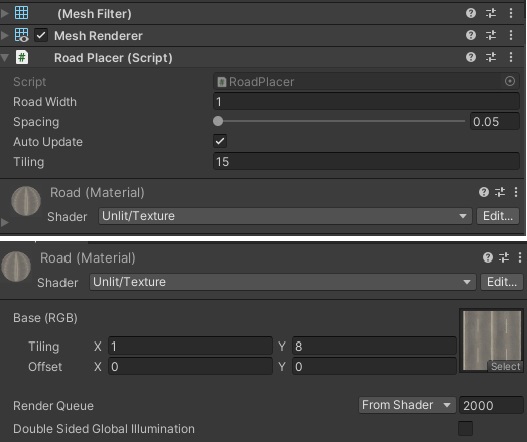 (Mesh Filter)
Mesh Renderer
# Road Placer (Script)
Script # RoadPlacer
Road Width 1
Spacing 0.05
Auto Update
Tiling 15
Road (Material)
Shader Unlit/Texture Edit...
Road (Material)
Shader Unlit/Texture Edit...
Base (RGB)
Tiling X 1 Y 8
Offset X 0 Y 0
Select
Render Queue From Shader 2000
Double Sided Global Illumination